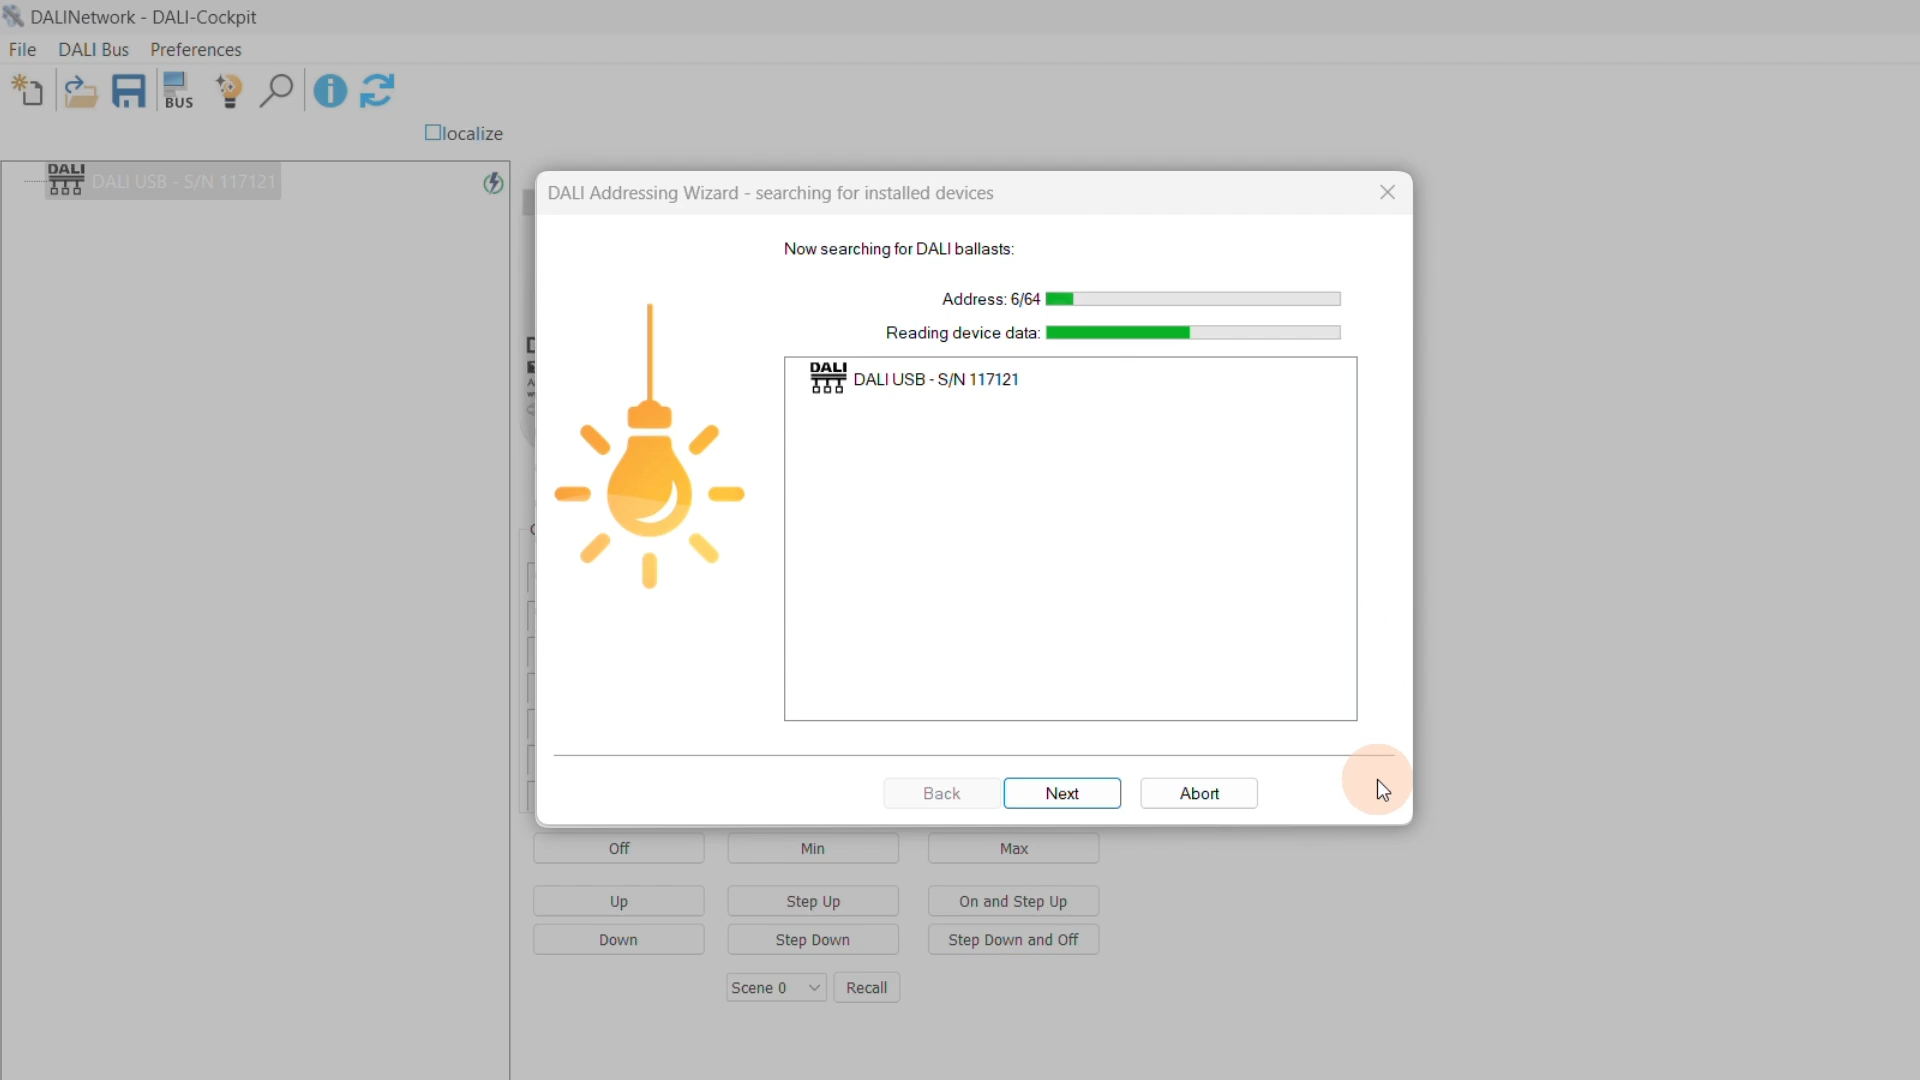 DALINetwork - DALI-Cockpit
File DALI Bus Preferences
BUS
localize
DALI DALI USB - S/N 117121
DALI Addressing Wizard - searching for installed devices
Now searching for DALI ballasts:
Address: 6/64
Reading device data:
DALI DALI USB - S/N 117121
Back Next Abort
Off Min Max
Up Step Up On and Step Up
Down Step Down Step Down and Off
Scene 0 Recall